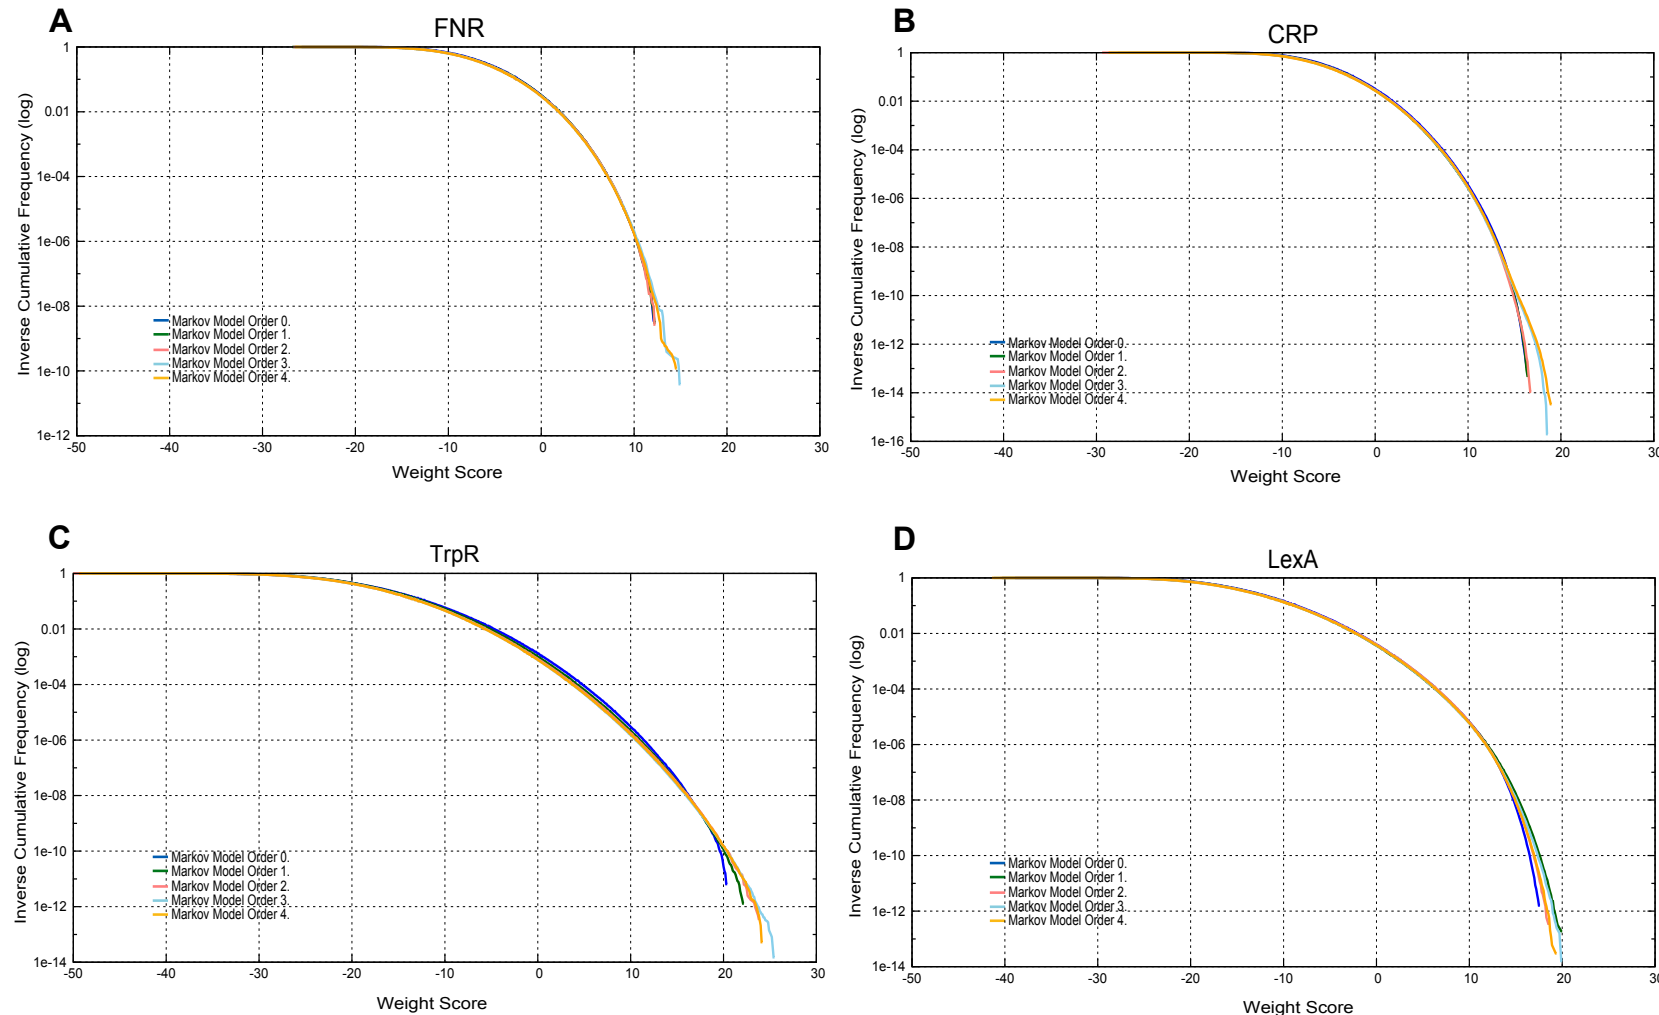 A
FNR
Inverse Cumulative Frequency (log)
1
0.01
1e-04
1e-06
1e-08
1e-10
1e-12
Markov Model Order 0.
Markov Model Order 1.
Markov Model Order 2.
Markov Model Order 3.
Markov Model Order 4.
-50 -40 -30 -20 -10 0 10 20 30
Weight Score
B
CRP
Inverse Cumulative Frequency (log)
1
0.01
1e-04
1e-06
1e-08
1e-10
1e-12
1e-14
1e-16
Markov Model Order 0.
Markov Model Order 1.
Markov Model Order 2.
Markov Model Order 3.
Markov Model Order 4.
-50 -40 -30 -20 -10 0 10 20 30
Weight Score
C
TrpR
Inverse Cumulative Frequency (log)
1
0.01
1e-04
1e-06
1e-08
1e-10
1e-12
1e-14
Markov Model Order 0.
Markov Model Order 1.
Markov Model Order 2.
Markov Model Order 3.
Markov Model Order 4.
-50 -40 -30 -20 -10 0 10 20 30
Weight Score
D
LexA
Inverse Cumulative Frequency (log)
1
0.01
1e-04
1e-06
1e-08
1e-10
1e-12
1e-14
Markov Model Order 0.
Markov Model Order 1.
Markov Model Order 2.
Markov Model Order 3.
Markov Model Order 4.
-50 -40 -30 -20 -10 0 10 20 30
Weight Score